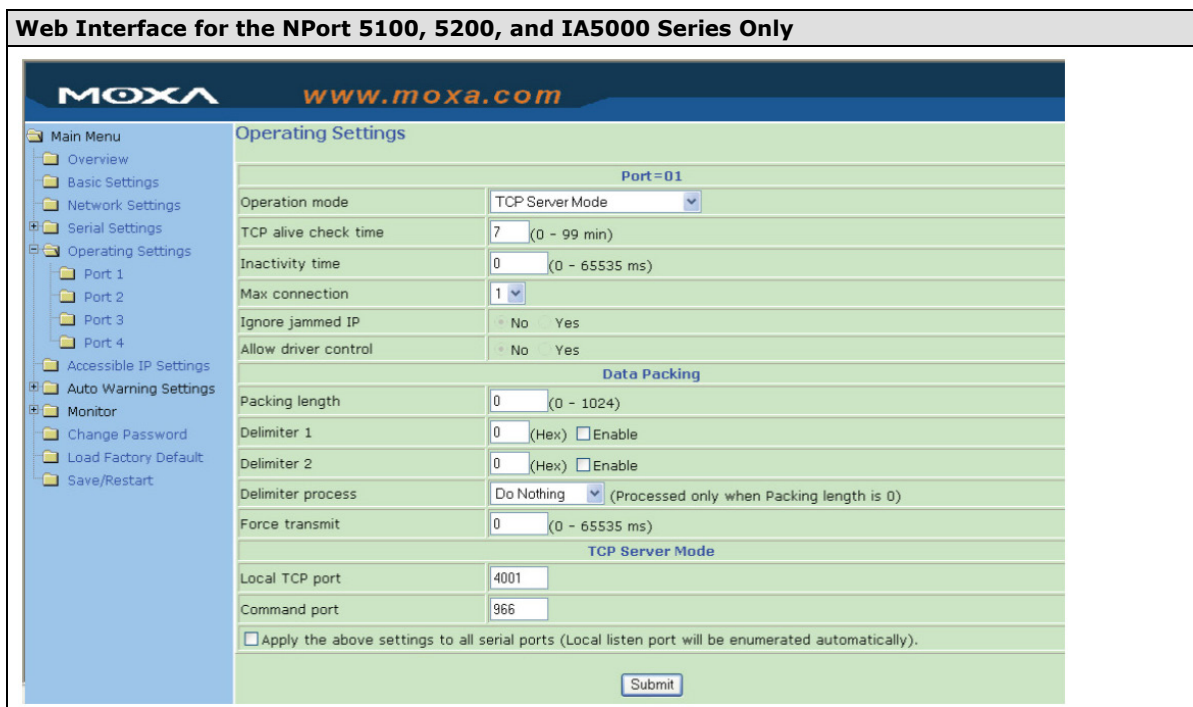 Web Interface for the NPort 5100, 5200, and IA5000 Series Only
MOXA www.moxa.com
Main Menu
Overview
Basic Settings
Network Settings
Serial Settings
Operating Settings
Port 1
Port 2
Port 3
Port 4
Accessible IP Settings
Auto Warning Settings
Monitor
Change Password
Load Factory Default
Save/Restart
Operating Settings
Port=01
Operation mode TCP Server Mode
TCP alive check time 7 (0 - 99 min)
Inactivity time 0 (0 - 65535 ms)
Max connection 1
Ignore jammed IP No Yes
Allow driver control No Yes
Data Packing
Packing length 0 (0 - 1024)
Delimiter 1 0 (Hex) Enable
Delimiter 2 0 (Hex) Enable
Delimiter process Do Nothing (Processed only when Packing length is 0)
Force transmit 0 (0 - 65535 ms)
TCP Server Mode
Local TCP port 4001
Command port 966
Apply the above settings to all serial ports (Local listen port will be enumerated automatically).
Submit